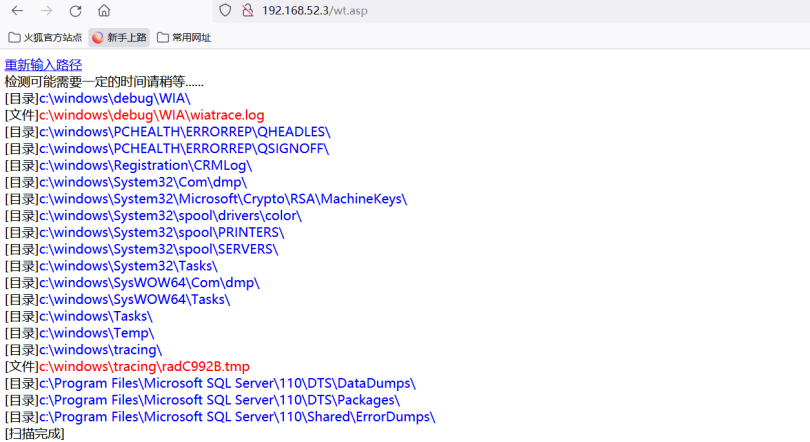 192.168.52.3/wt.asp
火狐官方站点 新手上路 常用网址
重新输入路径
检测可能需要一定的时间请稍等......
[目录]c:\windows\debug\WIA\
[文件]c:\windows\debug\WIA\wiatrace.log
[目录]c:\windows\PCHEALTH\ERRORREP\QHEADLES\
[目录]c:\windows\PCHEALTH\ERRORREP\QSIGNOFF\
[目录]c:\windows\Registration\CRMLog\
[目录]c:\windows\System32\Com\dmp\
[目录]c:\windows\System32\Microsoft\Crypto\RSA\MachineKeys\
[目录]c:\windows\System32\spool\drivers\color\
[目录]c:\windows\System32\spool\PRINTERS\
[目录]c:\windows\System32\spool\SERVERS\
[目录]c:\windows\System32\Tasks\
[目录]c:\windows\SysWOW64\Com\dmp\
[目录]c:\windows\SysWOW64\Tasks\
[目录]c:\windows\Tasks\
[目录]c:\windows\Temp\
[目录]c:\windows\tracing\
[文件]c:\windows\tracing\radC992B.tmp
[目录]c:\Program Files\Microsoft SQL Server\110\DTS\DataDumps\
[目录]c:\Program Files\Microsoft SQL Server\110\DTS\Packages\
[目录]c:\Program Files\Microsoft SQL Server\110\Shared\ErrorDumps\
[扫描完成]